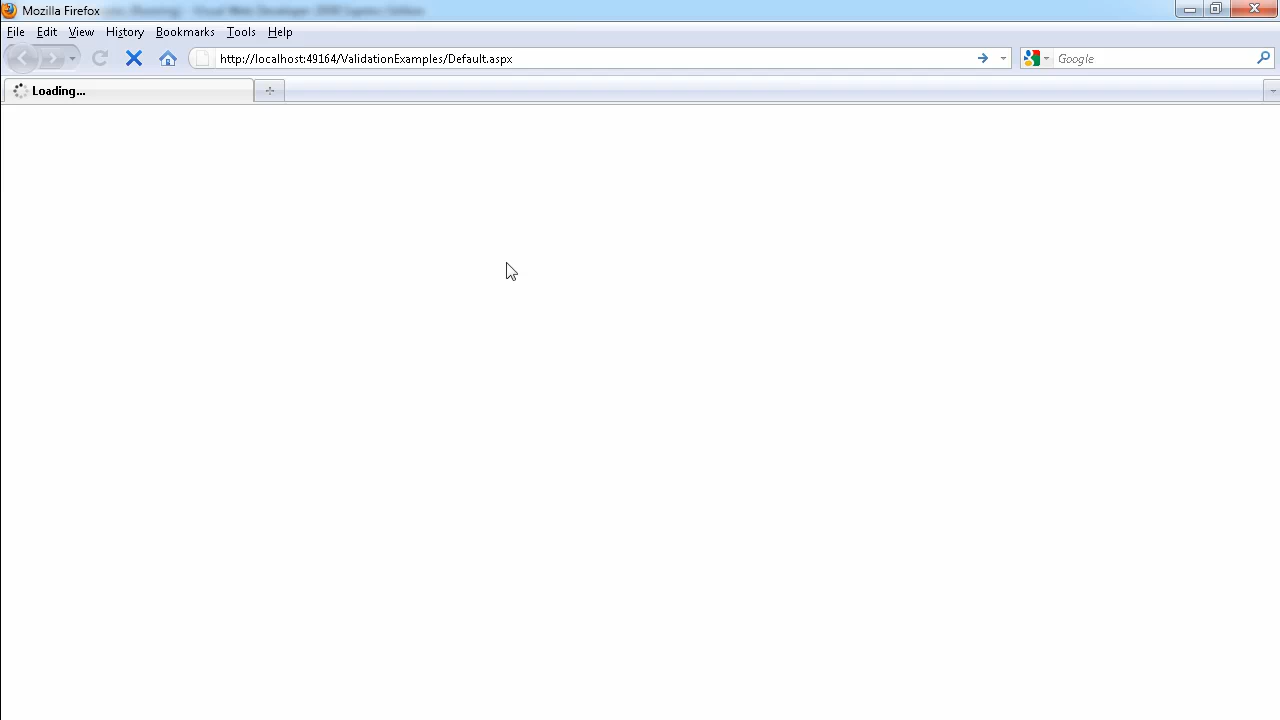 Mozilla Firefox
File Edit View History Bookmarks Tools Help
http://localhost:49164/ValidationExamples/Default.aspx
Google
Loading...